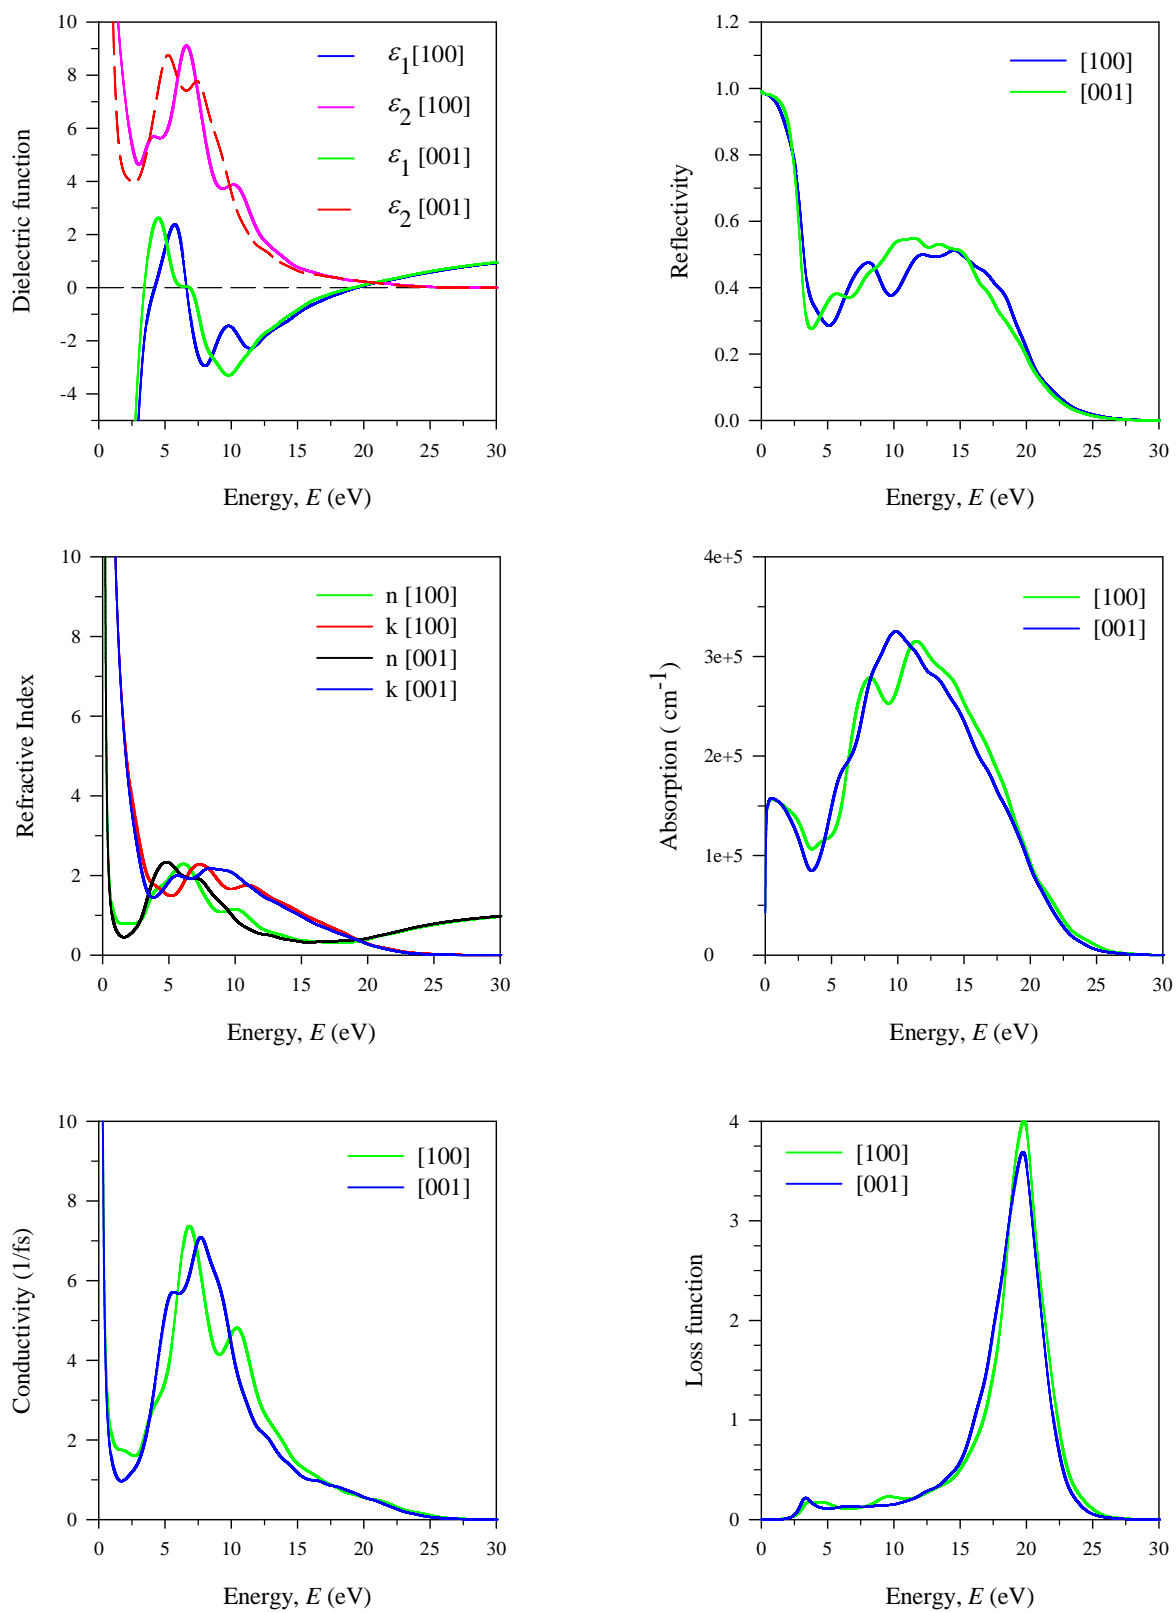 10
8
6
4
2
0
-2
-4
0 5 10 15 20 25 30
Dielectric function
Energy, E (eV)
ε1[100]
ε2 [100]
ε1 [001]
ε2 [001]
1.2
1.0
0.8
0.6
0.4
0.2
0.0
0 5 10 15 20 25 30
Reflectivity
Energy, E (eV)
[100]
[001]
10
8
6
4
2
0
0 5 10 15 20 25 30
Refractive Index
Energy, E (eV)
n [100]
k [100]
n [001]
k [001]
4e+5
3e+5
2e+5
1e+5
0
0 5 10 15 20 25 30
Absorption ( cm-1)
Energy, E (eV)
[100]
[001]
10
8
6
4
2
0
0 5 10 15 20 25 30
Conductivity (1/fs)
Energy, E (eV)
[100]
[001]
4
3
2
1
0
0 5 10 15 20 25 30
Loss function
Energy, E (eV)
[100]
[001]